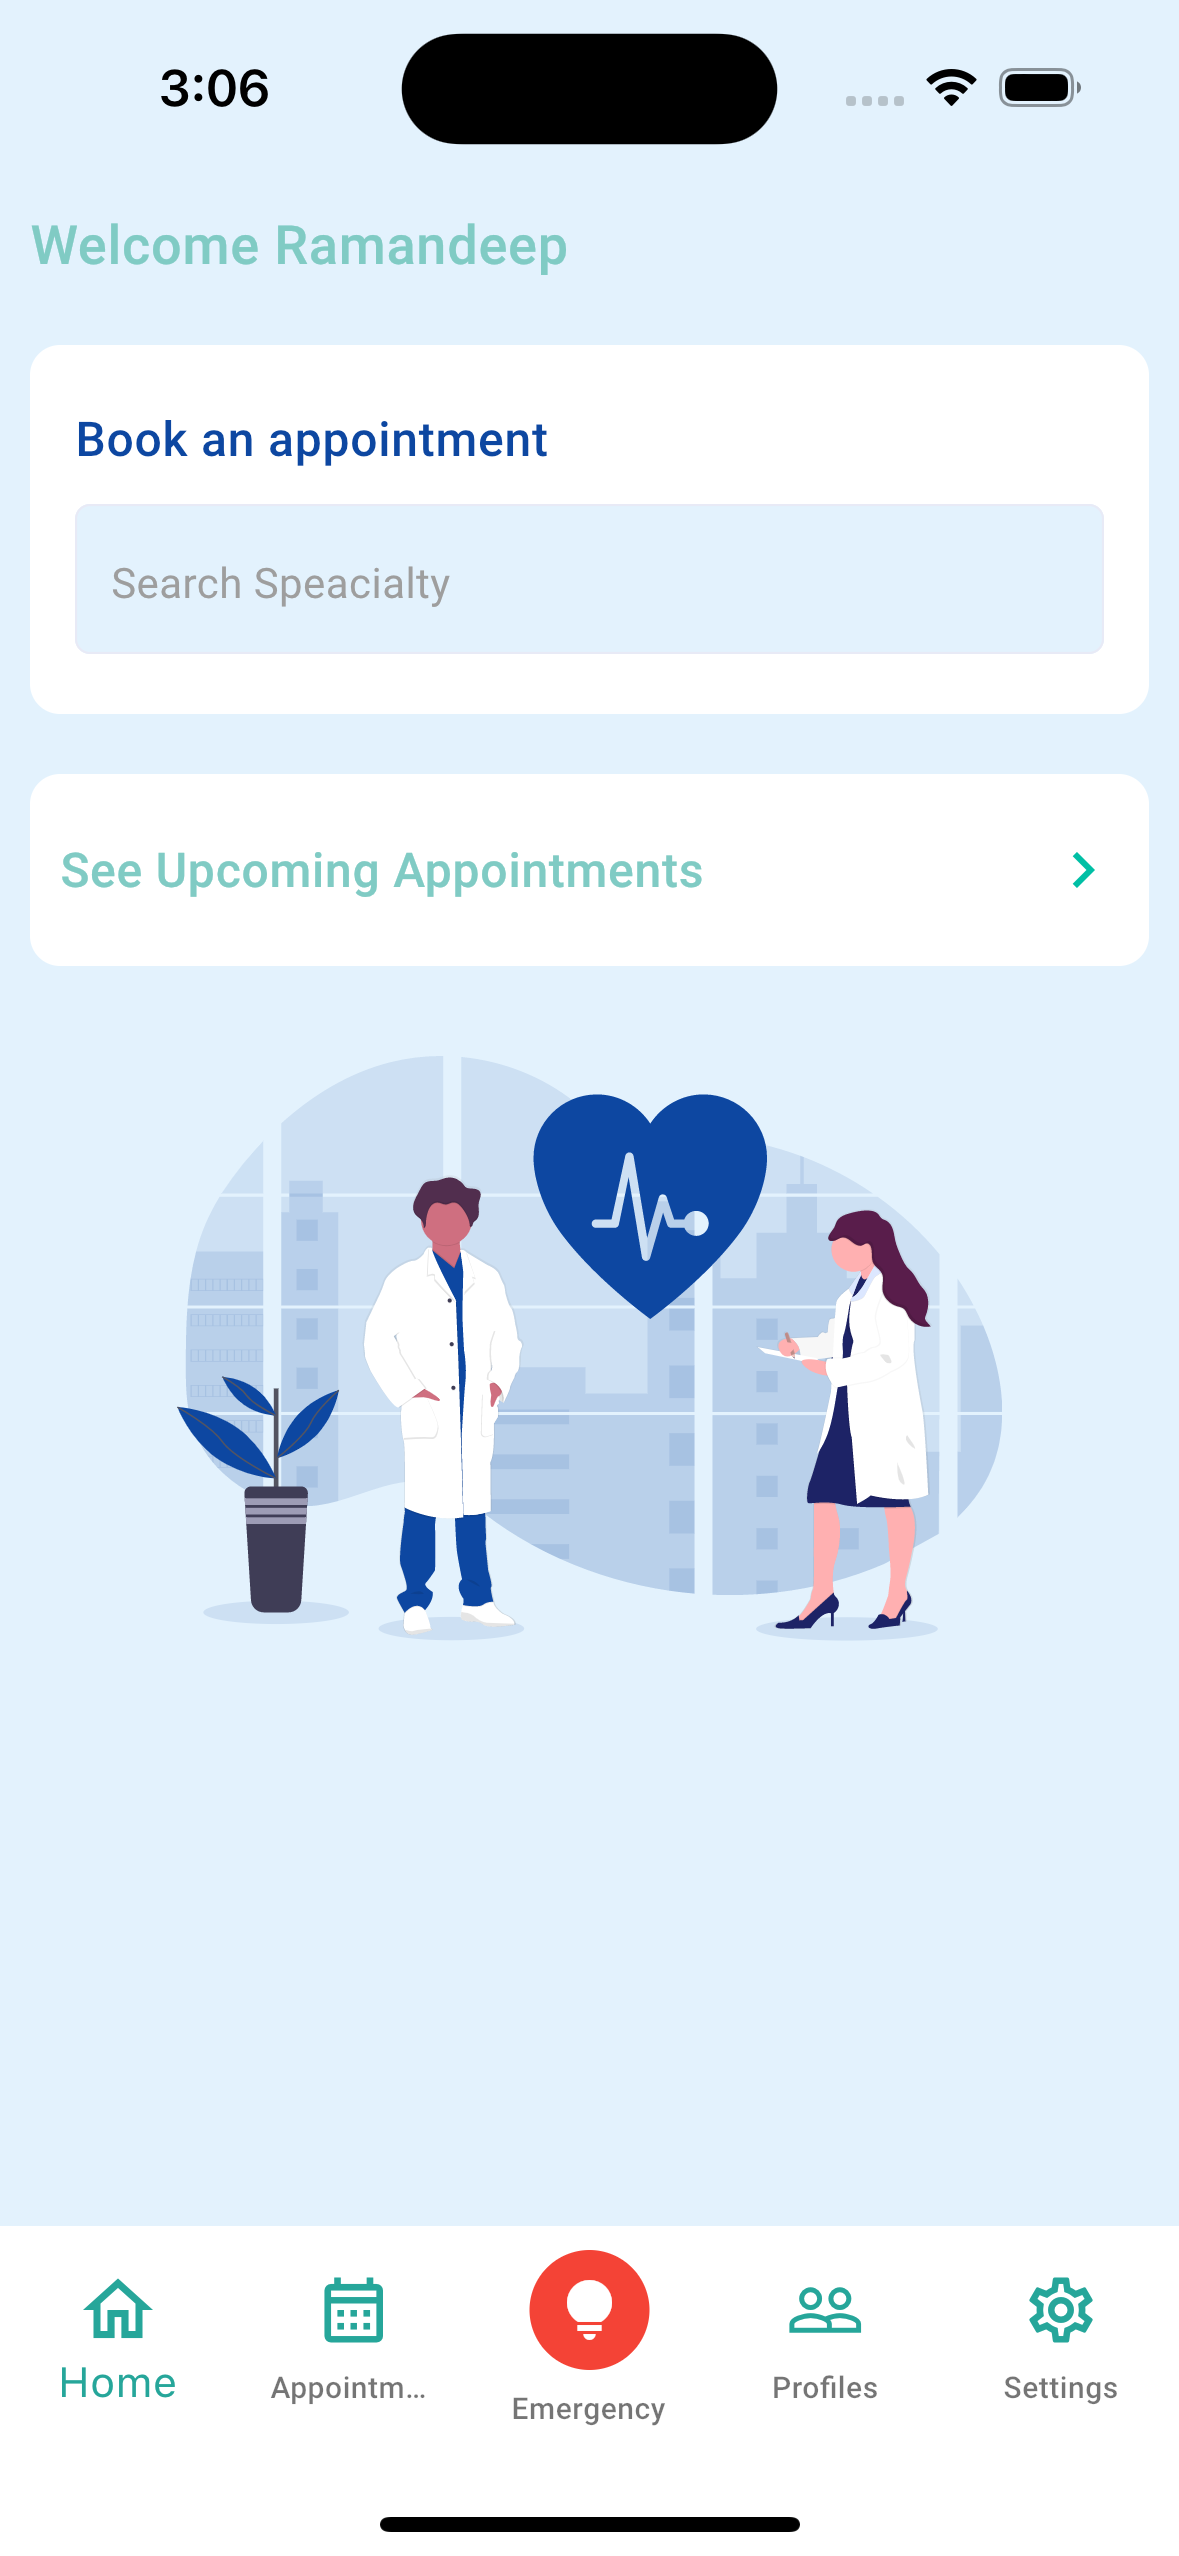 3:06
Welcome Ramandeep
Book an appointment
Search Speacialty
See Upcoming Appointments
Home
Appointm...
Emergency
Profiles
Settings